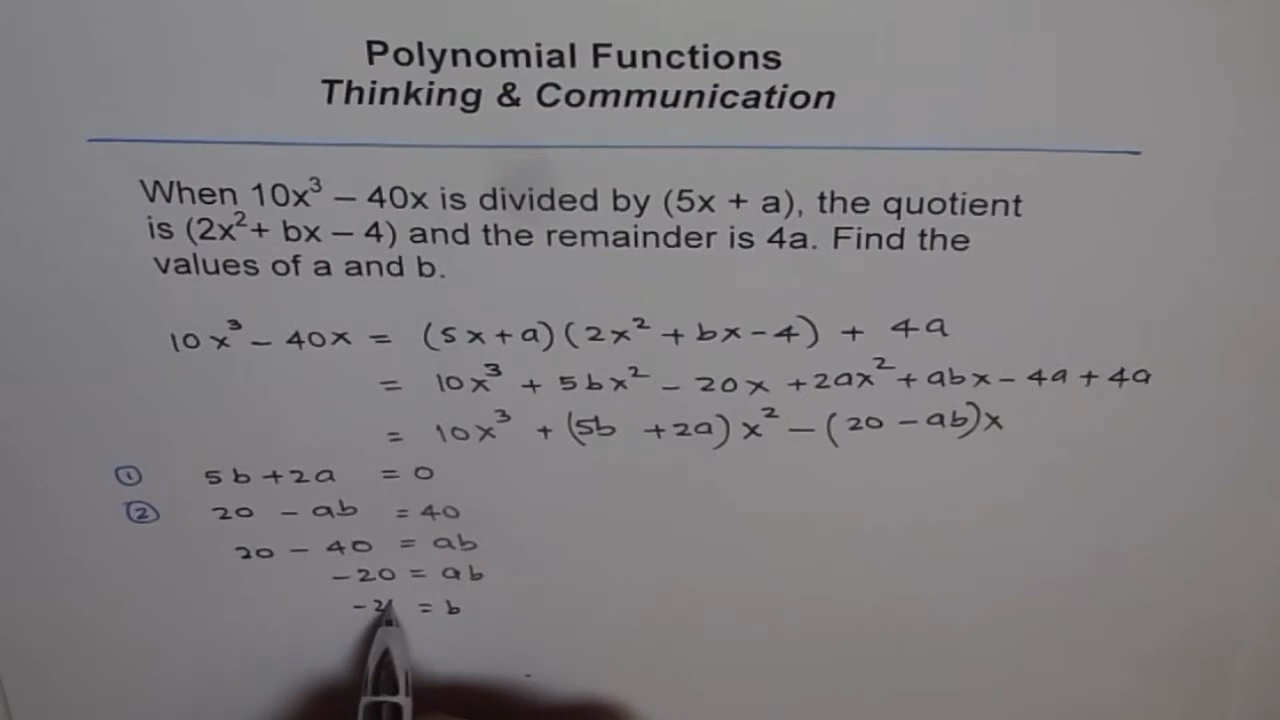 Polynomial Functions
Thinking & Communication
When 10x³ – 40x is divided by (5x + a), the quotient
is (2x²+ bx – 4) and the remainder is 4a. Find the
values of a and b.
10x³ – 40x = (5x+a)(2x² + bx – 4) + 4a
= 10x³ + 5bx² – 20x + 2ax² + abx – 4a + 4a
= 10x³ + (5b + 2a)x² – (20 – ab)x
① 5b + 2a = 0
② 20 – ab = 40
20 – 40 = ab
–20 = ab
= b